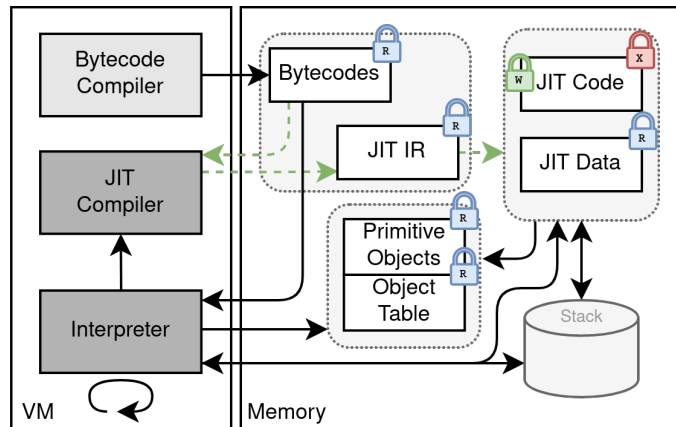 Bytecode
Compiler
R
Bytecodes
R
JIT IR
X
W
JIT Code
R
JIT Data
JIT
Compiler
R
Primitive
Objects
R
Object
Table
Interpreter
Stack
VM
Memory